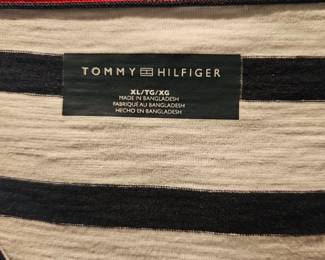 TOMMY HILFIGER
XL/TG/XG
MADE IN BANGLADESH
FABRIQUÉ AU BANGLADESH
HECHO EN BANGLADESH